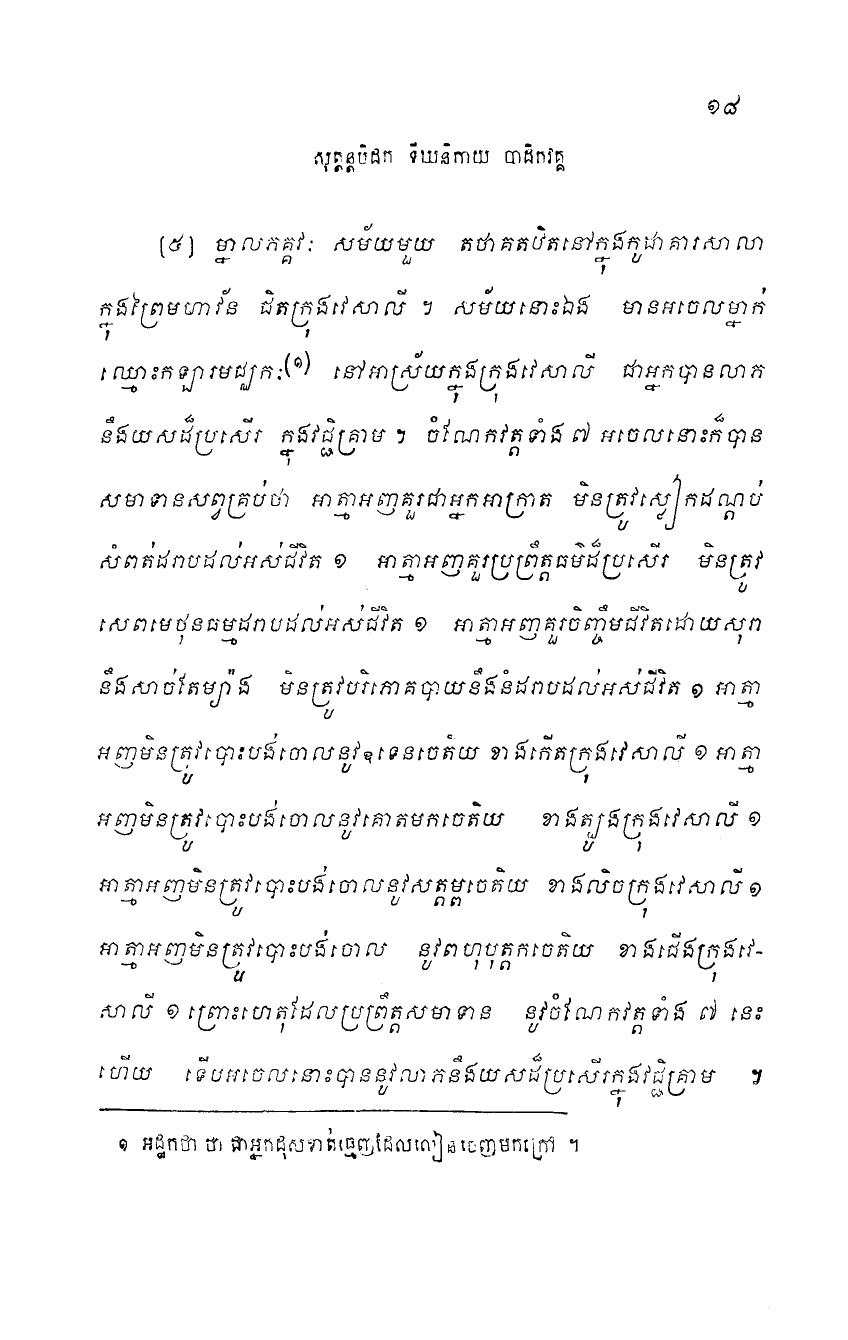 ១៨
សុត្តន្តបិដក ទីឃនិកាយ បាដិកវគ្គ
(៥) ម្នាលភគ្គវៈ សម័យមួយ តថាគតឋិតនៅក្នុងកូដាគារសាលា
ក្នុងព្រៃមហាវ័ន ជិតក្រុងវេសាលី ។ សម័យនោះឯង មានអចេលម្នាក់
ឈ្មោះកឡារមដ្ឋកៈ(១) នៅអាស្រ័យក្នុងក្រុងវេសាលី ជាអ្នកបានលាភ
នឹងយសដ៏ប្រសើរ ក្នុងវជ្ជិគ្រាម ។ ចំណែកវត្តទាំង ៧ អចេលនោះក៏បាន
សមាទានសព្វគ្រប់ថា អាត្មាអញគួរជាអ្នកអាក្រាត មិនត្រូវស្លៀកដណ្តប់
សំពត់ដរាបដល់អស់ជីវិត ១ អាត្មាអញគួរប្រព្រឹត្តធម៌ដ៏ប្រសើរ មិនត្រូវ
សេពមេថុនធម្មដរាបដល់អស់ជីវិត ១ អាត្មាអញគួរចិញ្ចឹមជីវិតដោយសុរា
នឹងសាច់តែម្យ៉ាង មិនត្រូវបរិភោគបាយនឹងនំដរាបដល់អស់ជីវិត ១ អាត្មា
អញមិនត្រូវបោះបង់ចោលនូវឧទេនចេតិយ ខាងកើតក្រុងវេសាលី ១ អាត្មា
អញមិនត្រូវបោះបង់ចោលនូវគោតមកចេតិយ ខាងត្បូងក្រុងវេសាលី ១
អាត្មាអញមិនត្រូវបោះបង់ចោលនូវសត្តម្ពចេតិយ ខាងលិចក្រុងវេសាលី ១
អាត្មាអញមិនត្រូវបោះបង់ចោល នូវពហុបុត្តកចេតិយ ខាងជើងក្រុងវេ-
សាលី ១ ព្រោះហេតុដែលប្រព្រឹត្តសមាទាន នូវចំណែកវត្តទាំង ៧ នេះ
ហើយ ទើបអចេលនោះបាននូវលាភនឹងយសដ៏ប្រសើរក្នុងវជ្ជិគ្រាម ។
១ អដ្ឋកថា ថា ជាអ្នកដុសខាត់ធ្មេញដែលលៀនចេញមកក្រៅ ។